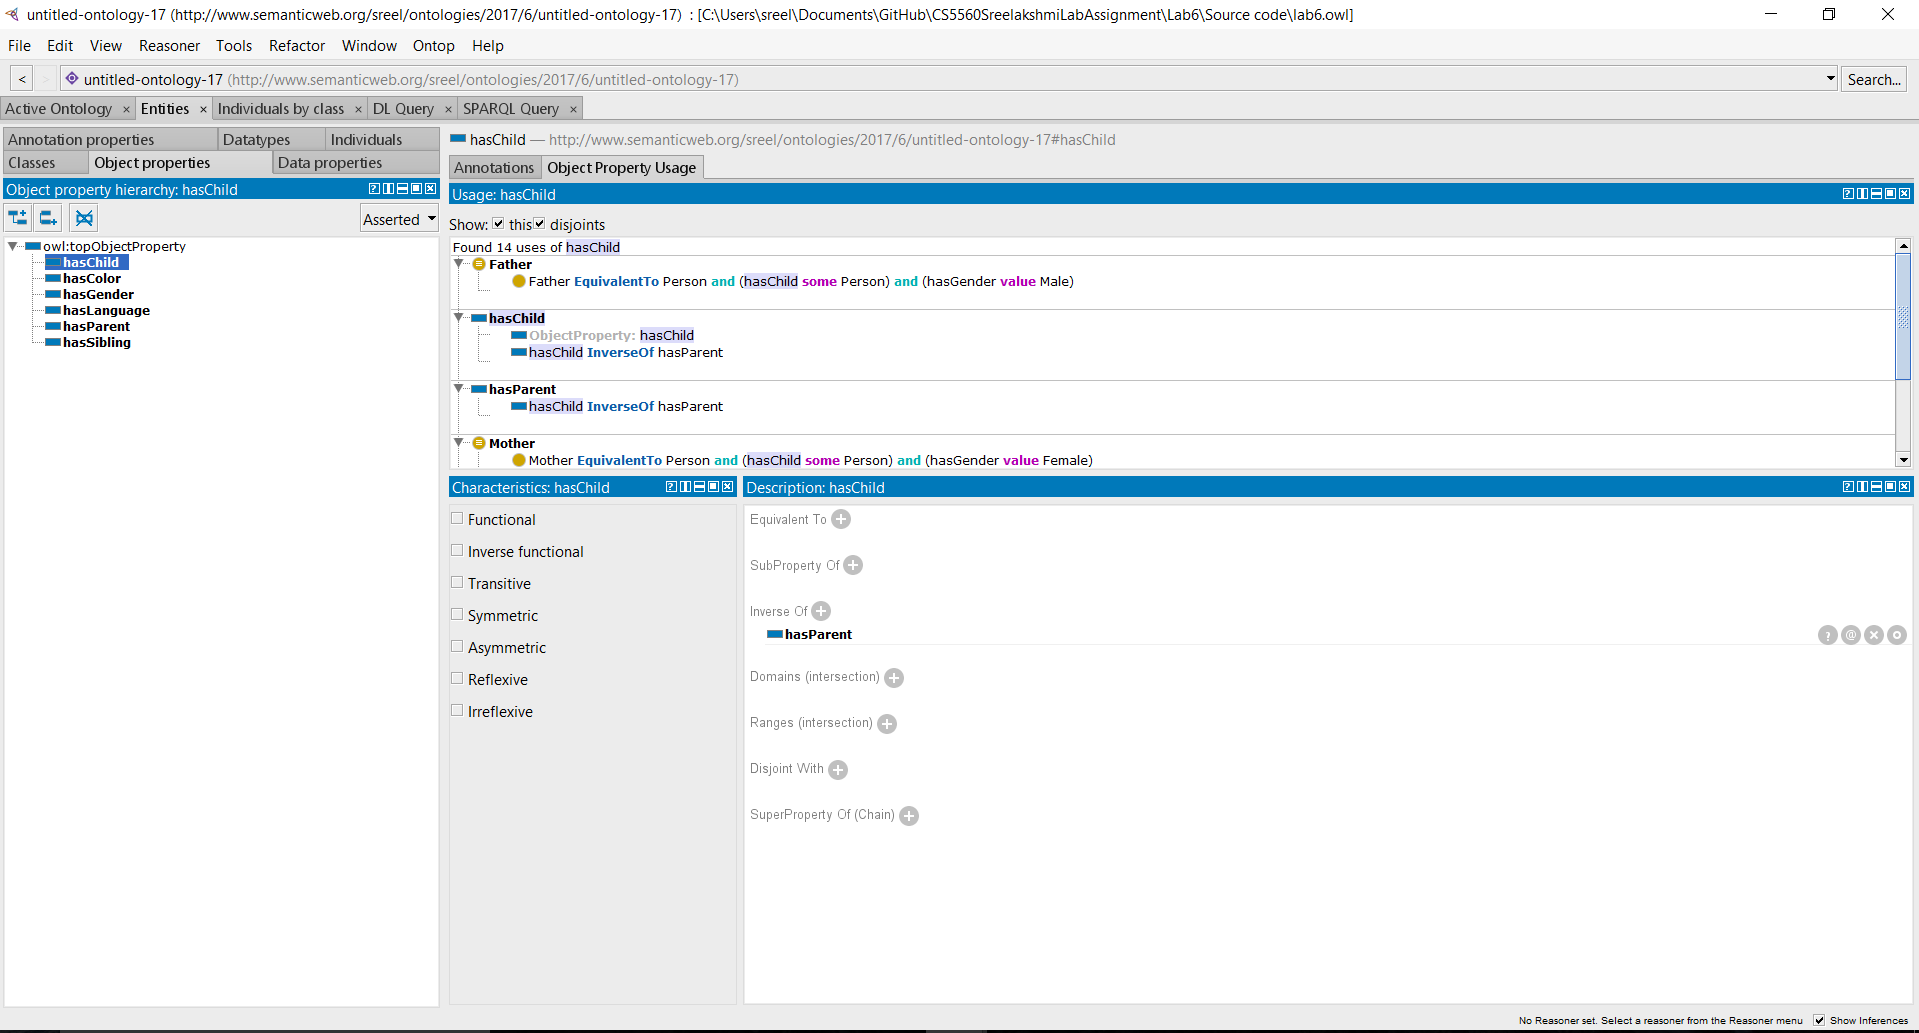 untitled-ontology-17 (http://www.semanticweb.org/sreel/ontologies/2017/6/untitled-ontology-17) : [C:\Users\sreel\Documents\GitHub\CS5560SreelakshmiLabAssignment\Lab6\Source code\lab6.owl]
File Edit View Reasoner Tools Refactor Window Ontop Help
< > untitled-ontology-17 (http://www.semanticweb.org/sreel/ontologies/2017/6/untitled-ontology-17) Search...
Active Ontology × Entities × Individuals by class × DL Query × SPARQL Query ×
Annotation properties Datatypes Individuals
Classes Object properties Data properties
Object property hierarchy: hasChild
Asserted
owl:topObjectProperty
hasChild
hasColor
hasGender
hasLanguage
hasParent
hasSibling
hasChild — http://www.semanticweb.org/sreel/ontologies/2017/6/untitled-ontology-17#hasChild
Annotations Object Property Usage
Usage: hasChild
Show: this disjoints
Found 14 uses of hasChild
Father
Father EquivalentTo Person and (hasChild some Person) and (hasGender value Male)
hasChild
ObjectProperty: hasChild
hasChild InverseOf hasParent
hasParent
hasChild InverseOf hasParent
Mother
Mother EquivalentTo Person and (hasChild some Person) and (hasGender value Female)
Characteristics: hasChild
Functional
Inverse functional
Transitive
Symmetric
Asymmetric
Reflexive
Irreflexive
Description: hasChild
Equivalent To
SubProperty Of
Inverse Of
hasParent
Domains (intersection)
Ranges (intersection)
Disjoint With
SuperProperty Of (Chain)
No Reasoner set. Select a reasoner from the Reasoner menu Show Inferences